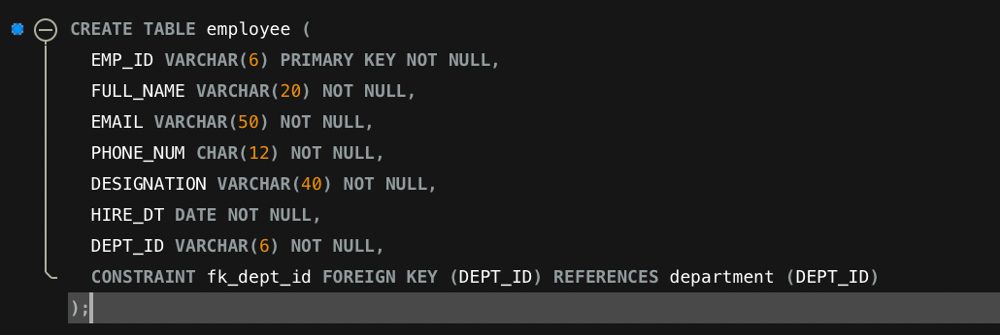 CREATE TABLE employee (
EMP_ID VARCHAR(6) PRIMARY KEY NOT NULL,
FULL_NAME VARCHAR(20) NOT NULL,
EMAIL VARCHAR(50) NOT NULL,
PHONE_NUM CHAR(12) NOT NULL,
DESIGNATION VARCHAR(40) NOT NULL,
HIRE_DT DATE NOT NULL,
DEPT_ID VARCHAR(6) NOT NULL,
CONSTRAINT fk_dept_id FOREIGN KEY (DEPT_ID) REFERENCES department (DEPT_ID)
);